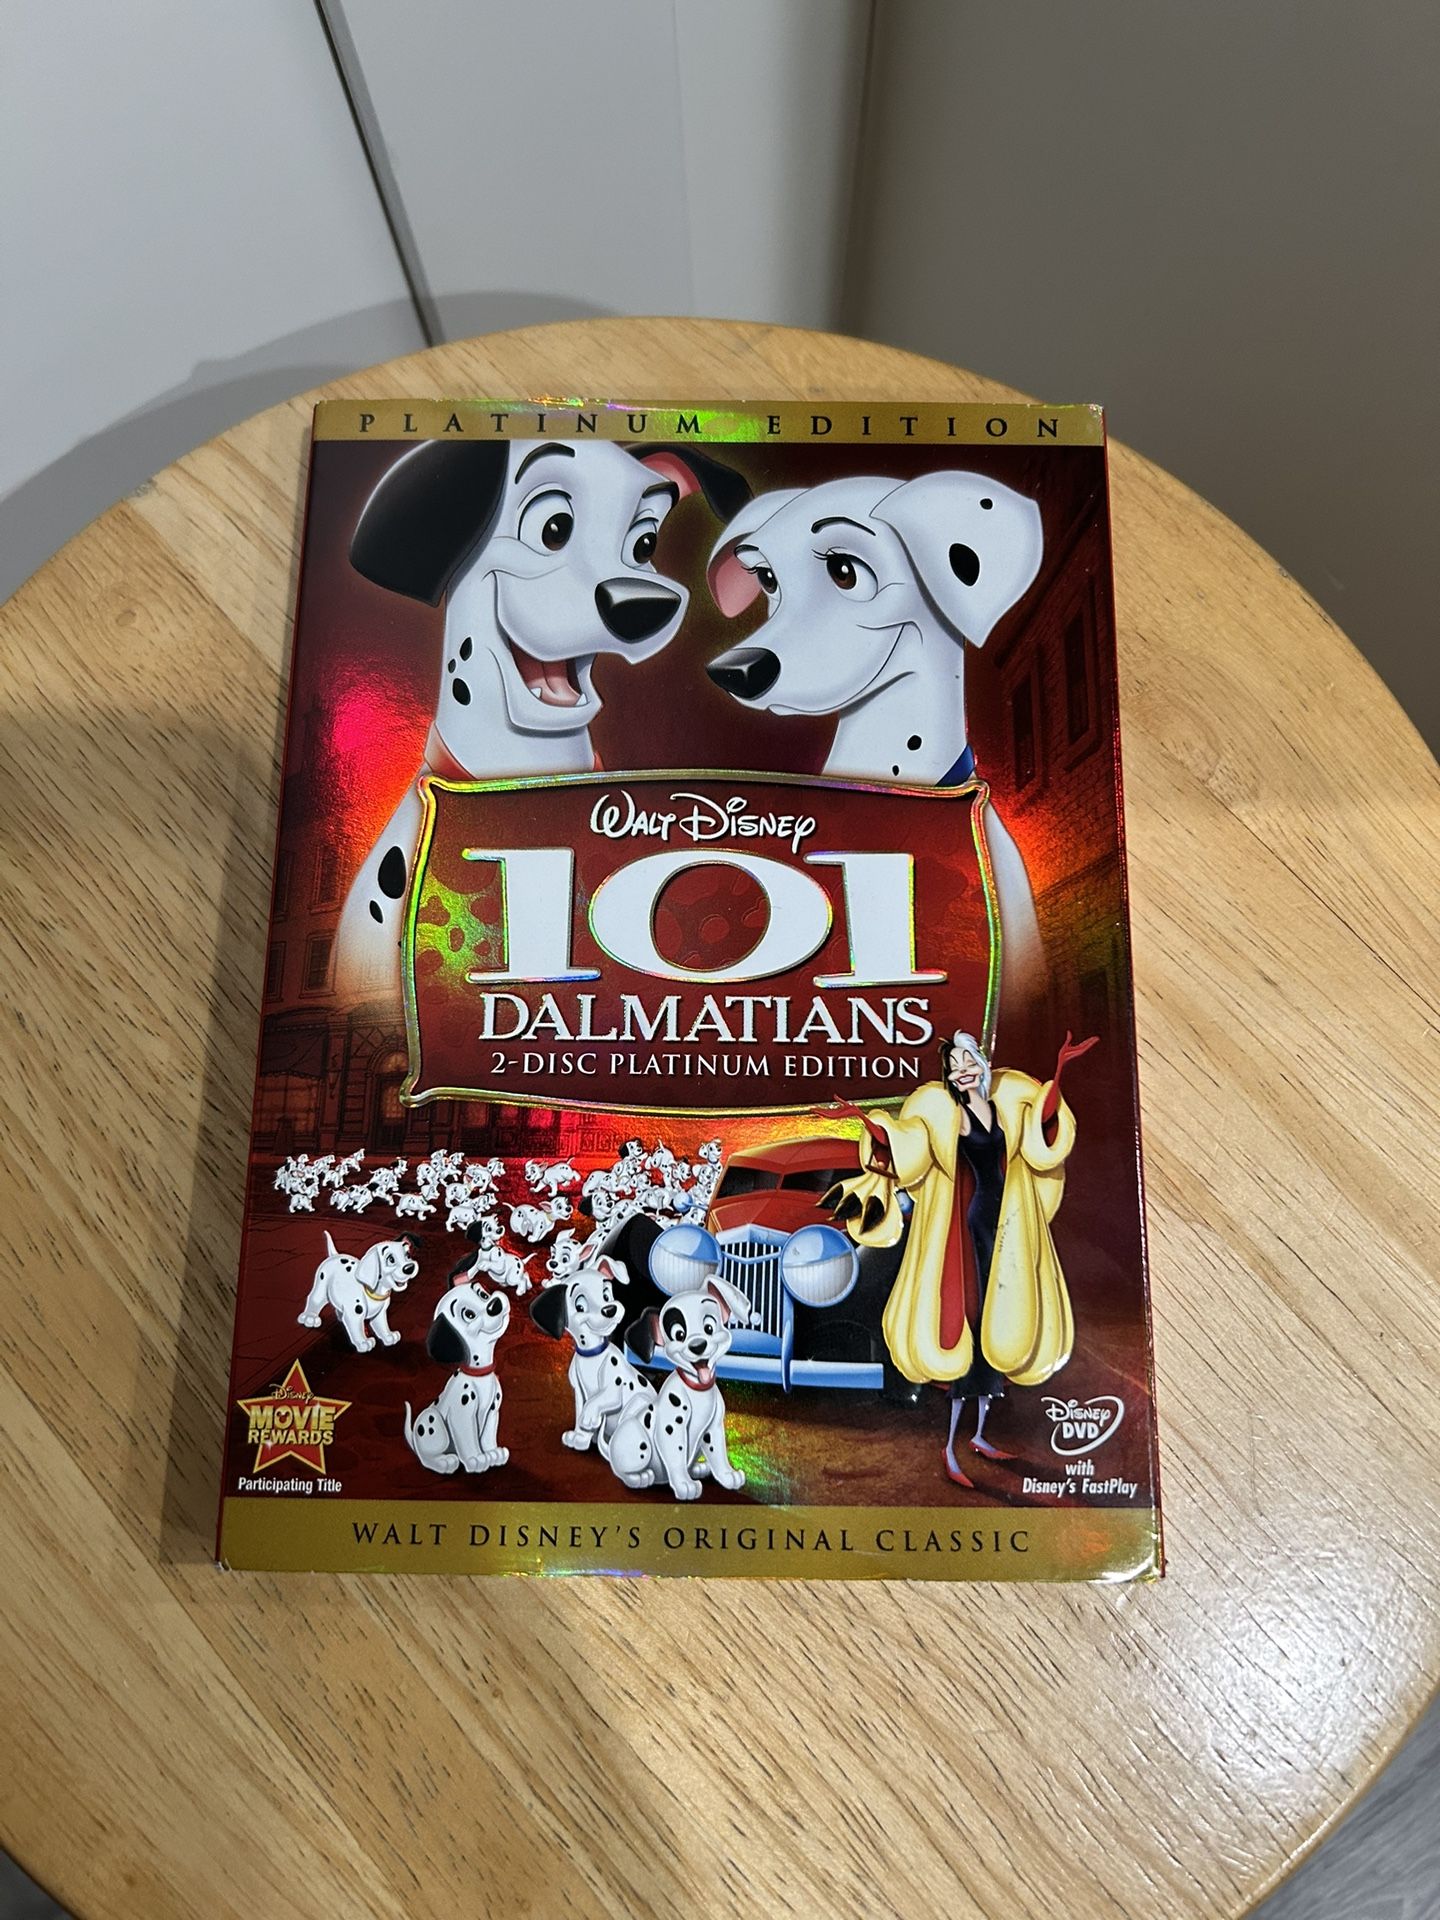 PLATINUM EDITION
WALT DISNEY
101
DALMATIANS
2-DISC PLATINUM EDITION
Disney
MOVIE
REWARDS
Participating Title
DISNEY
DVD
with
Disney's FastPlay
WALT DISNEY'S ORIGINAL CLASSIC